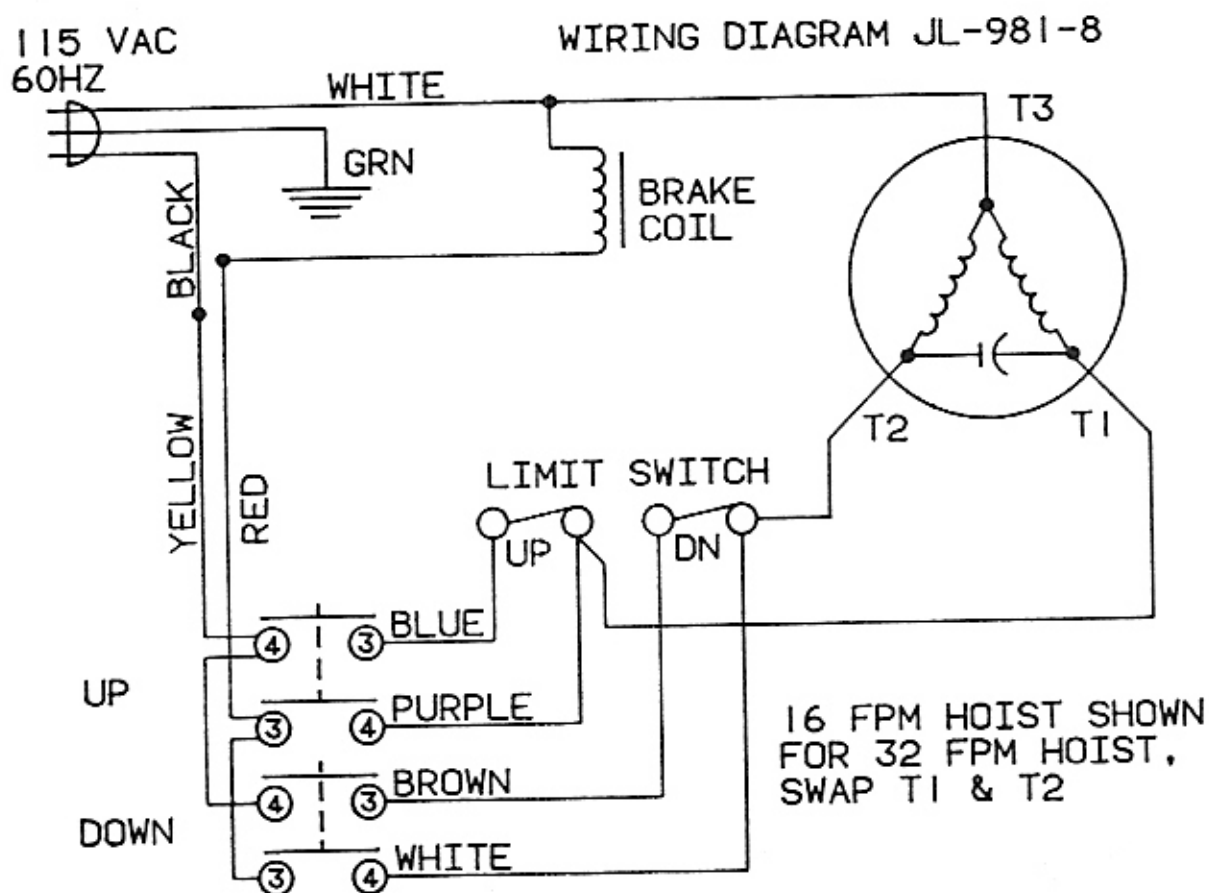 115 VAC
60HZ
WIRING DIAGRAM JL-981-8
WHITE
T3
GRN
BRAKE
COIL
BLACK
T2
T1
YELLOW
RED
LIMIT SWITCH
UP
DN
4
3
BLUE
UP
3
4
PURPLE
16 FPM HOIST SHOWN
FOR 32 FPM HOIST,
SWAP T1 & T2
4
3
BROWN
DOWN
3
4
WHITE